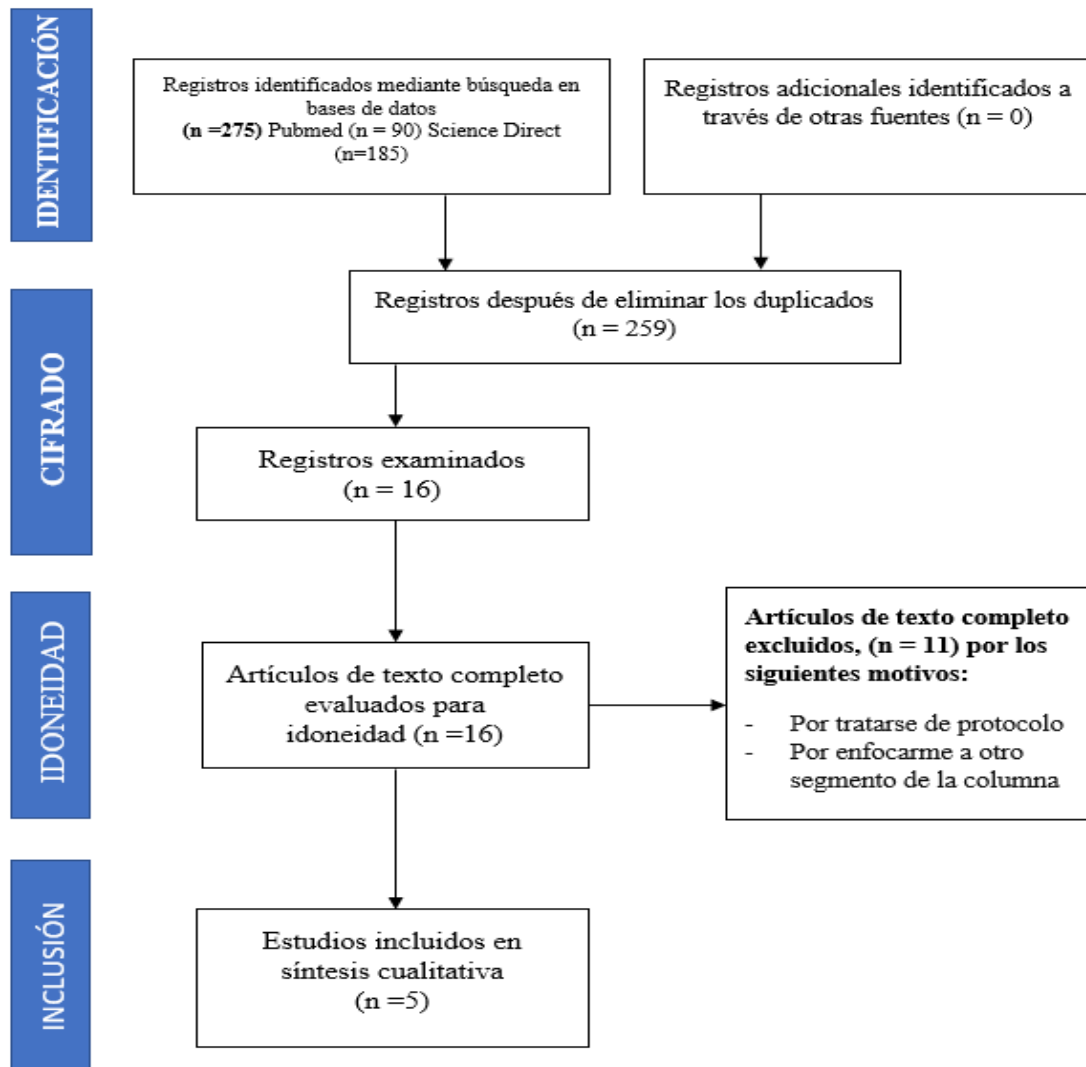 IDENTIFICACIÓN
Registros identificados mediante búsqueda en
bases de datos
(n =275) Pubmed (n = 90) Science Direct
(n=185)
Registros adicionales identificados a
través de otras fuentes (n = 0)
CIFRADO
Registros después de eliminar los duplicados
(n = 259)
Registros examinados
(n = 16)
IDONEIDAD
Artículos de texto completo
evaluados para
idoneidad (n =16)
Artículos de texto completo
excluidos, (n = 11) por los
siguientes motivos:
- Por tratarse de protocolo
- Por enfocarme a otro
segmento de la columna
INCLUSIÓN
Estudios incluidos en
síntesis cualitativa
(n =5)